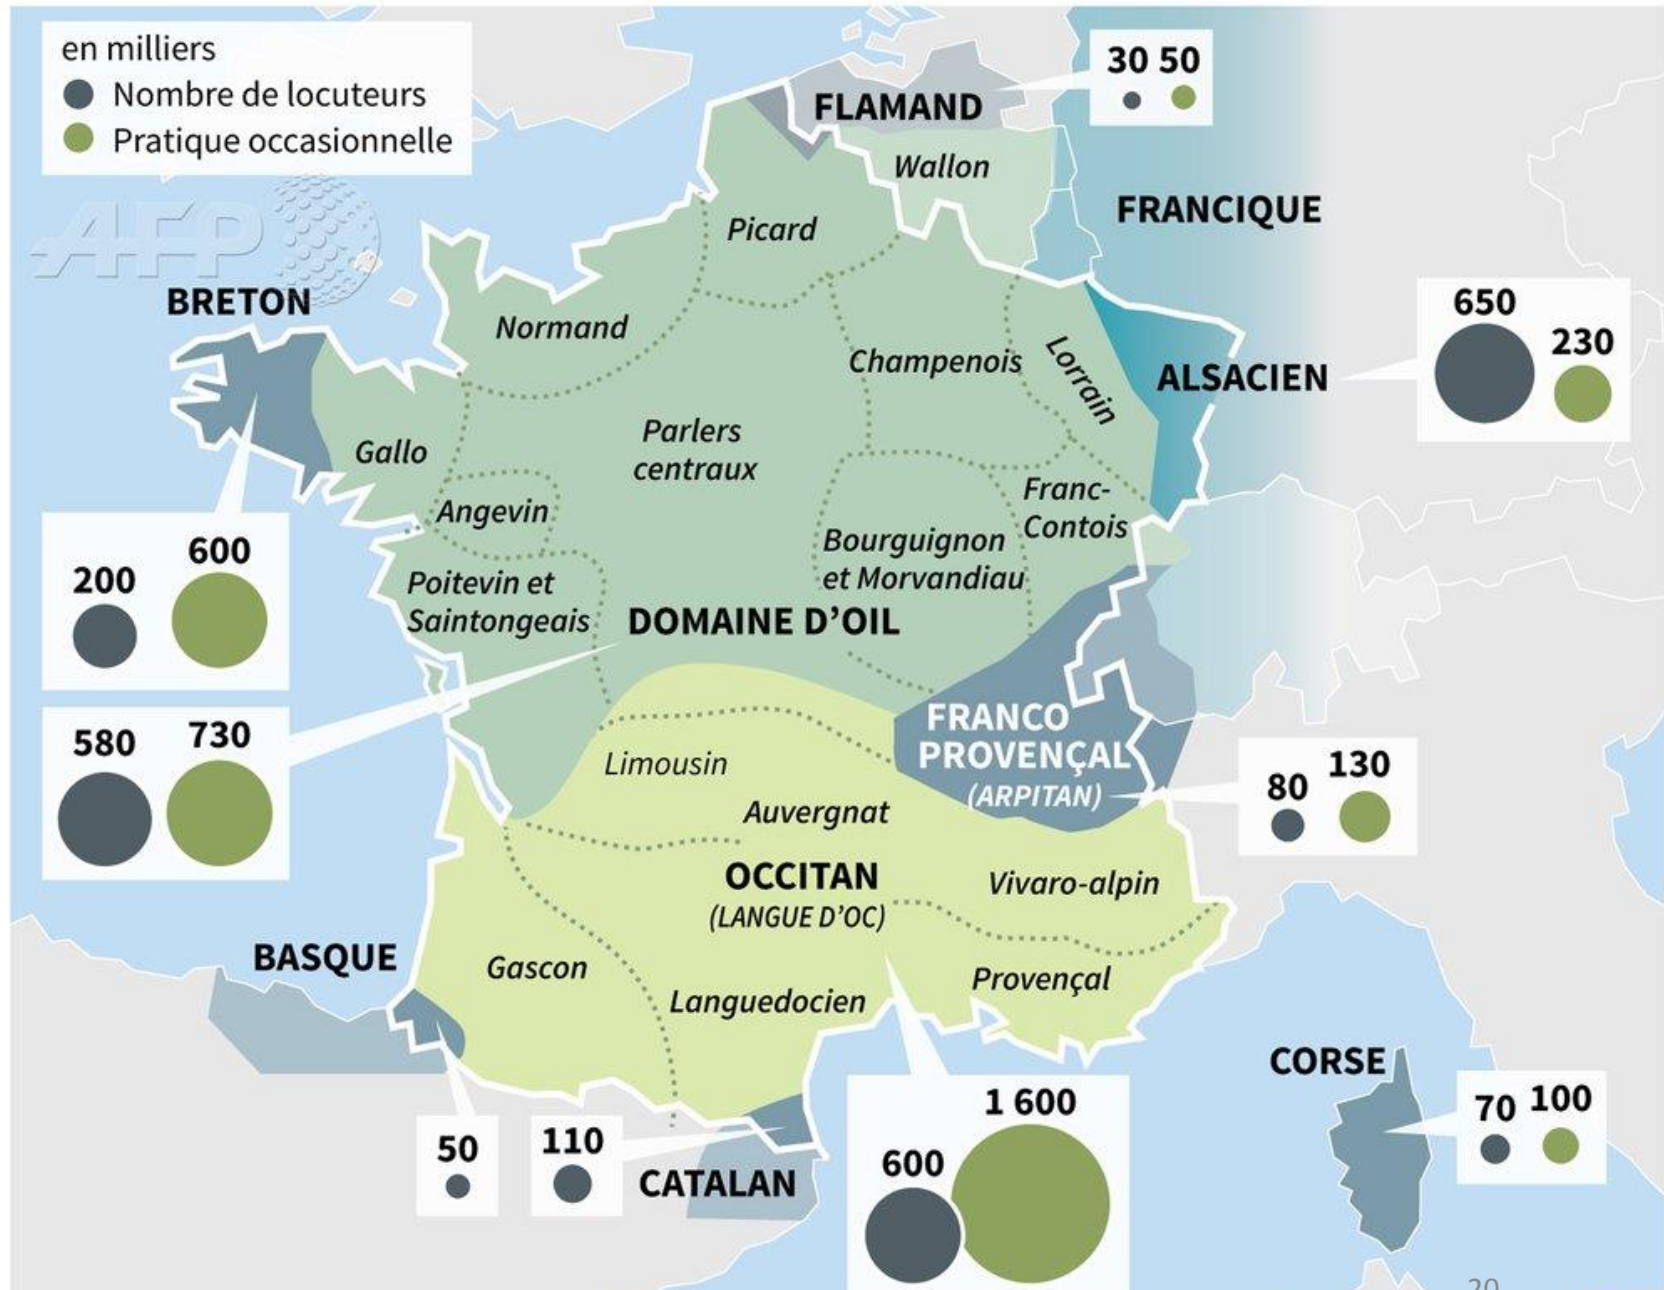 en milliers
Nombre de locuteurs
Pratique occasionnelle
AFP
30 50
FLAMAND
Wallon
FRANCIQUE
Picard
BRETON
Normand
650
230
Champenois
Lorrain
ALSACIEN
Parlers
centraux
Gallo
Angevin
Franc-
Contois
Bourguignon
et Morvandiau
200
600
Poitevin et
Saintongeais
DOMAINE D'OIL
580
730
FRANCO
PROVENÇAL
(ARPITAN)
80
130
Limousin
Auvergnat
OCCITAN
(LANGUE D'OC)
Vivaro-alpin
BASQUE
Gascon
Languedocien
Provençal
CORSE
70 100
50
110
CATALAN
600
1 600